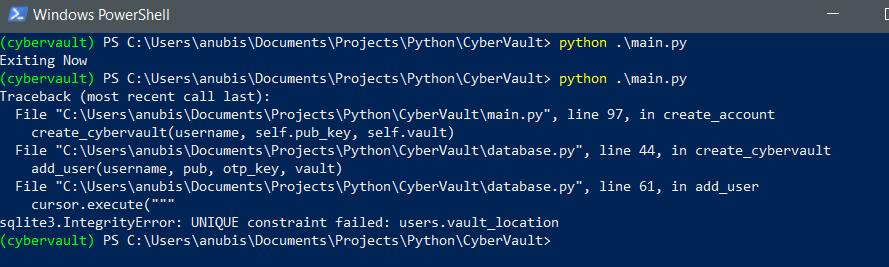 Windows PowerShell
(cybervault) PS C:\Users\anubis\Documents\Projects\Python\CyberVault> python .\main.py
Exiting Now
(cybervault) PS C:\Users\anubis\Documents\Projects\Python\CyberVault> python .\main.py
Traceback (most recent call last):
  File "C:\Users\anubis\Documents\Projects\Python\CyberVault\main.py", line 97, in create_account
    create_cybervault(username, self.pub_key, self.vault)
  File "C:\Users\anubis\Documents\Projects\Python\CyberVault\database.py", line 44, in create_cybervault
    add_user(username, pub, otp_key, vault)
  File "C:\Users\anubis\Documents\Projects\Python\CyberVault\database.py", line 61, in add_user
    cursor.execute("""
sqlite3.IntegrityError: UNIQUE constraint failed: users.vault_location
(cybervault) PS C:\Users\anubis\Documents\Projects\Python\CyberVault>